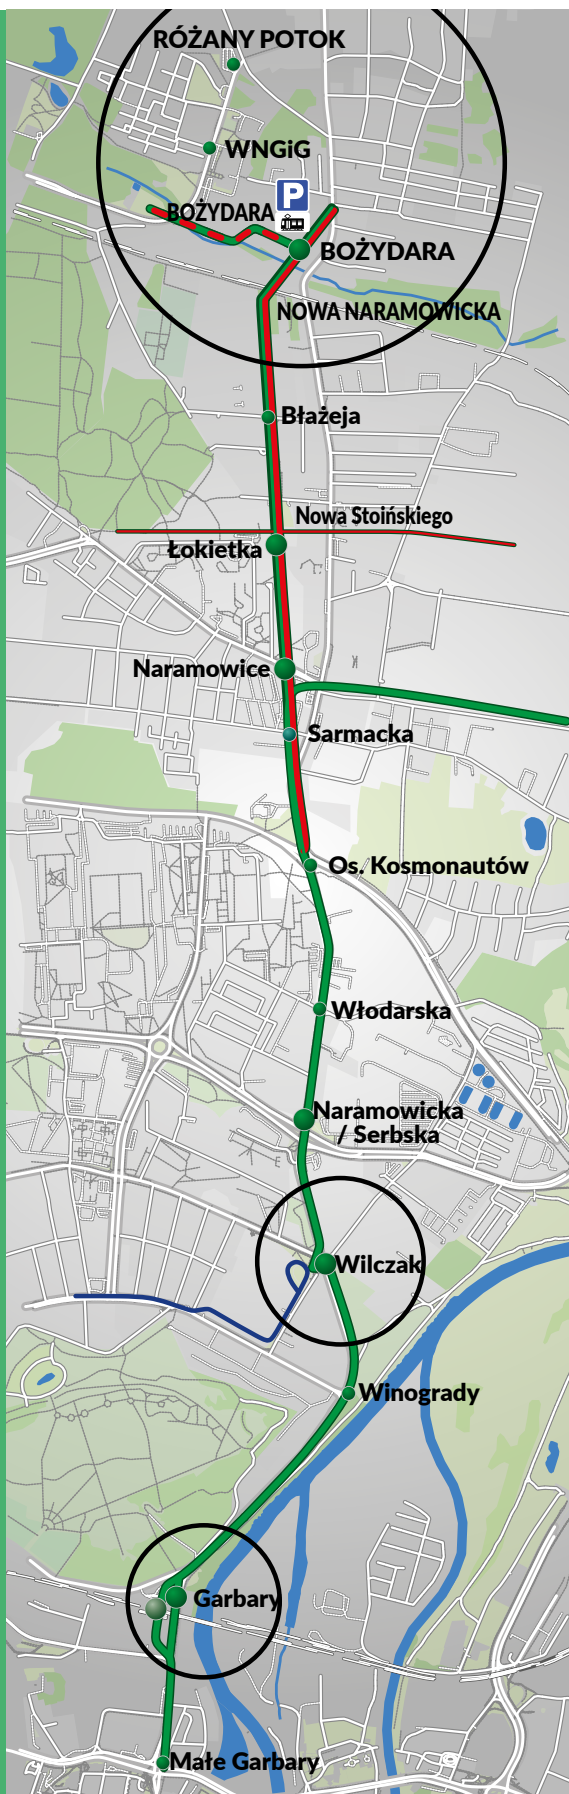 RÓŻANY POTOK
WNGiG
P
BOŻYDARA
BOŻYDARA
NOWA NARAMOWICKA
Błażeja
Nowa Stoińskiego
Łokietka
Naramowice
Sarmacka
Os. Kosmonautów
Włodarska
Naramowicka
/ Serbska
Wilczak
Winogrady
Garbary
Małe Garbary